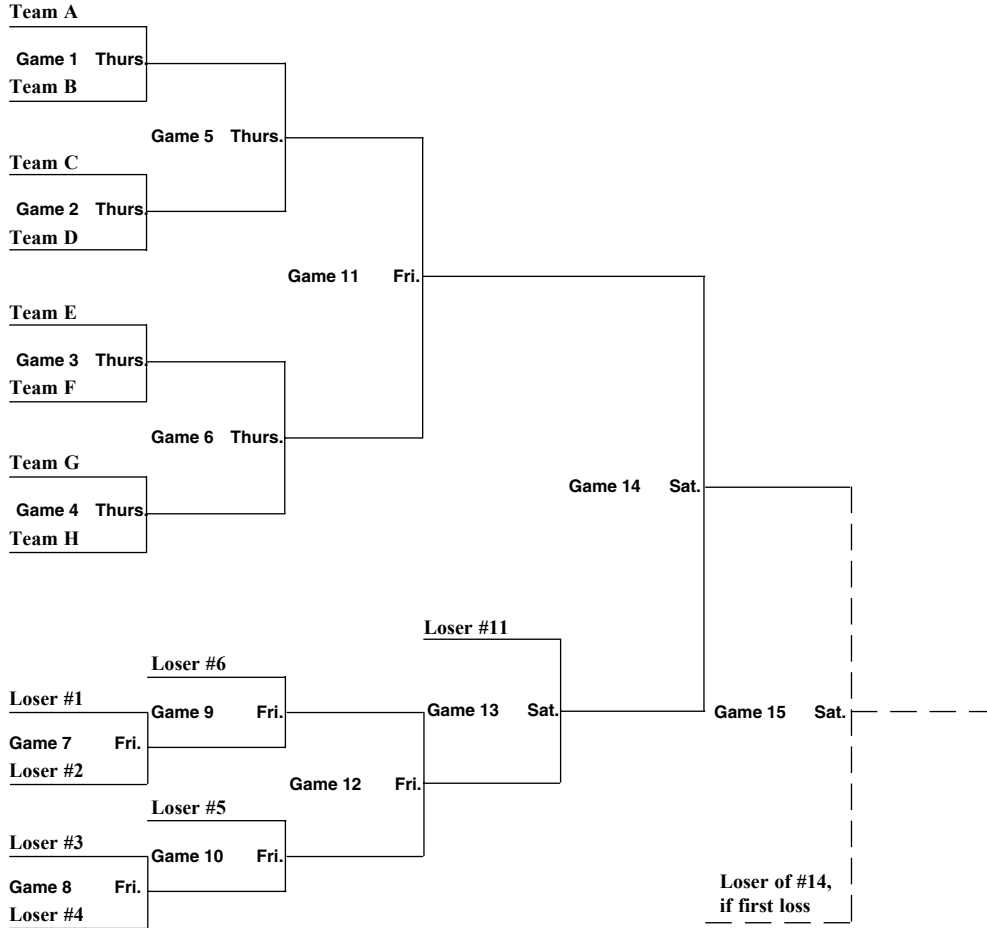 Team A
Game 1 Thurs.
Team B
Game 5 Thurs.
Team C
Game 2 Thurs.
Team D
Game 11 Fri.
Team E
Game 3 Thurs.
Team F
Game 6 Thurs.
Team G
Game 4 Thurs.
Team H
Game 14 Sat.
Loser #11
Loser #6
Loser #1
Game 9 Fri.
Game 13 Sat.
Game 15 Sat.
Game 7 Fri.
Loser #2
Game 12 Fri.
Loser #5
Loser #3
Game 10 Fri.
Game 8 Fri.
Loser #4
Loser of #14,
if first loss